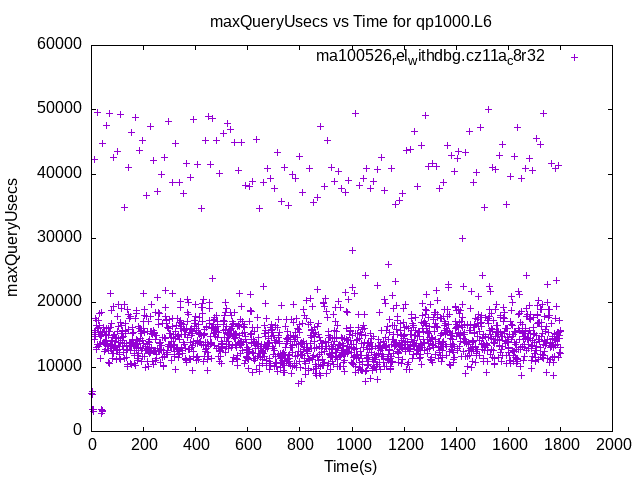 maxQueryUsecs vs Time for qp1000.L6
ma100526relwithdbg.cz11ac8r32
60000
50000
40000
30000
20000
10000
0
maxQueryUsecs
0 200 400 600 800 1000 1200 1400 1600 1800 2000
Time(s)